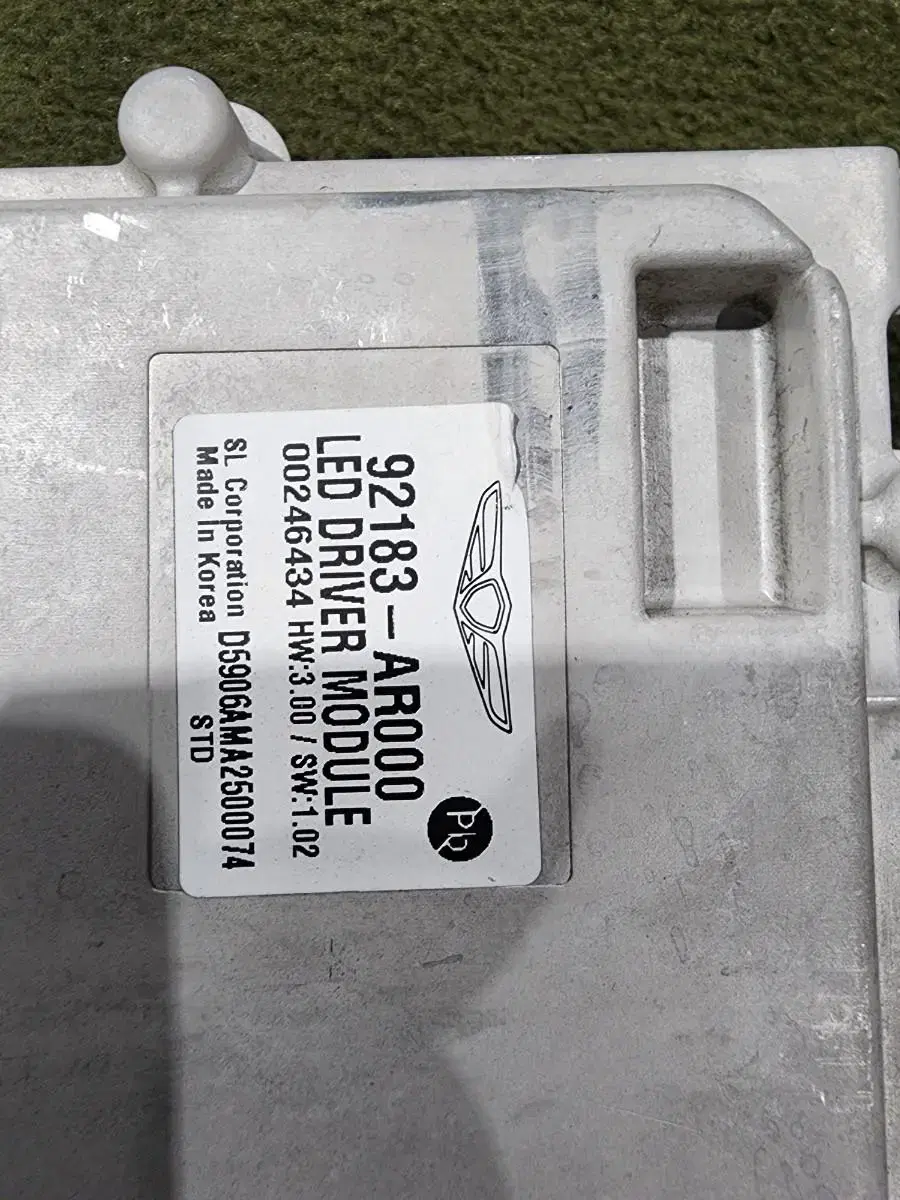 92183-AR000
LED DRIVER MODULE
00246434 HW:3.00 / SW:1.02
SL Corporation D5906AMA2500074
Made In Korea STD
Pb